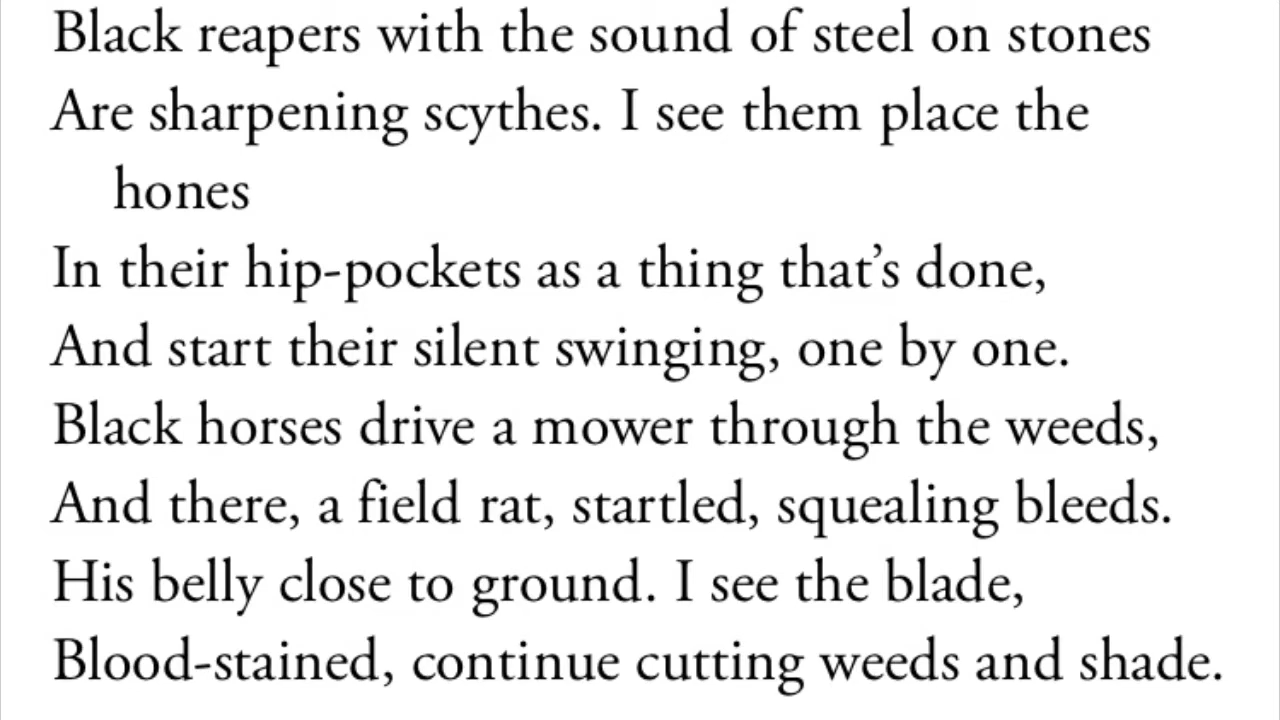 Black reapers with the sound of steel on stones
Are sharpening scythes. I see them place the
hones
In their hip-pockets as a thing that’s done,
And start their silent swinging, one by one.
Black horses drive a mower through the weeds,
And there, a field rat, startled, squealing bleeds.
His belly close to ground. I see the blade,
Blood-stained, continue cutting weeds and shade.